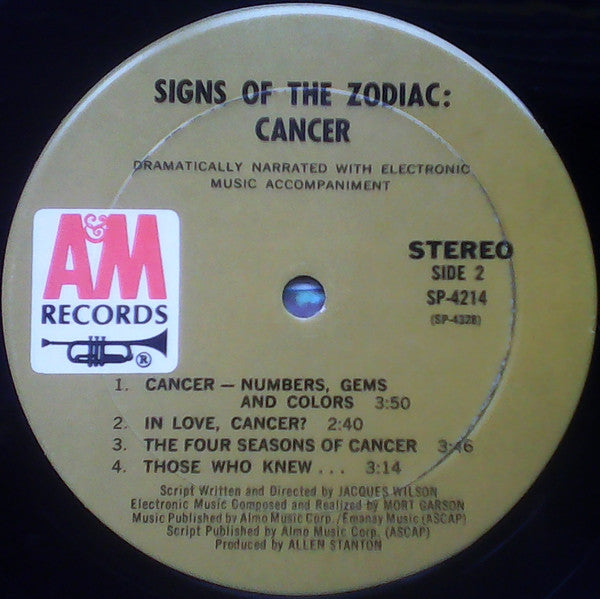 SIGNS OF THE ZODIAC:
CANCER
DRAMATICALLY NARRATED WITH ELECTRONIC
MUSIC ACCOMPANIMENT
A&M
RECORDS
®
STEREO
SIDE 2
SP-4214
(SP-4328)
1. CANCER — NUMBERS, GEMS
AND COLORS 3:50
2. IN LOVE, CANCER? 2:40
3. THE FOUR SEASONS OF CANCER 3:46
4. THOSE WHO KNEW . . . 3:14
Script Written and Directed by JACQUES WILSON
Electronic Music Composed and Realized by MORT GARSON
Music Published by Almo Music Corp./Emanay Music (ASCAP)
Script Published by Almo Music Corp. (ASCAP)
Produced by ALLEN STANTON